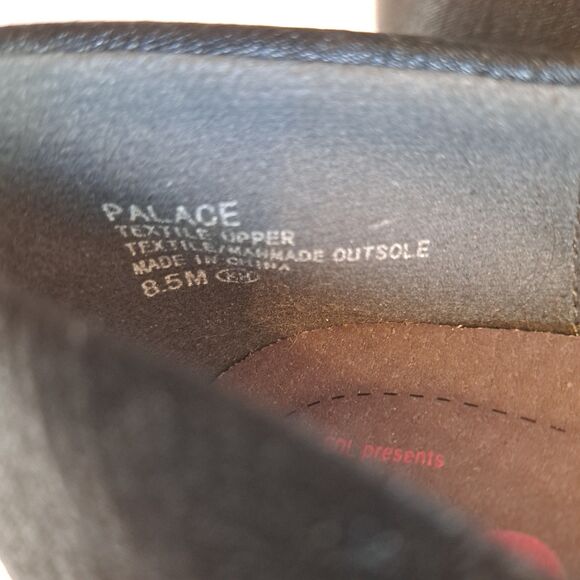 PALACE
TEXTILE UPPER
TEXTILE/MANMADE OUTSOLE
MADE IN CHINA
8.5M
presents